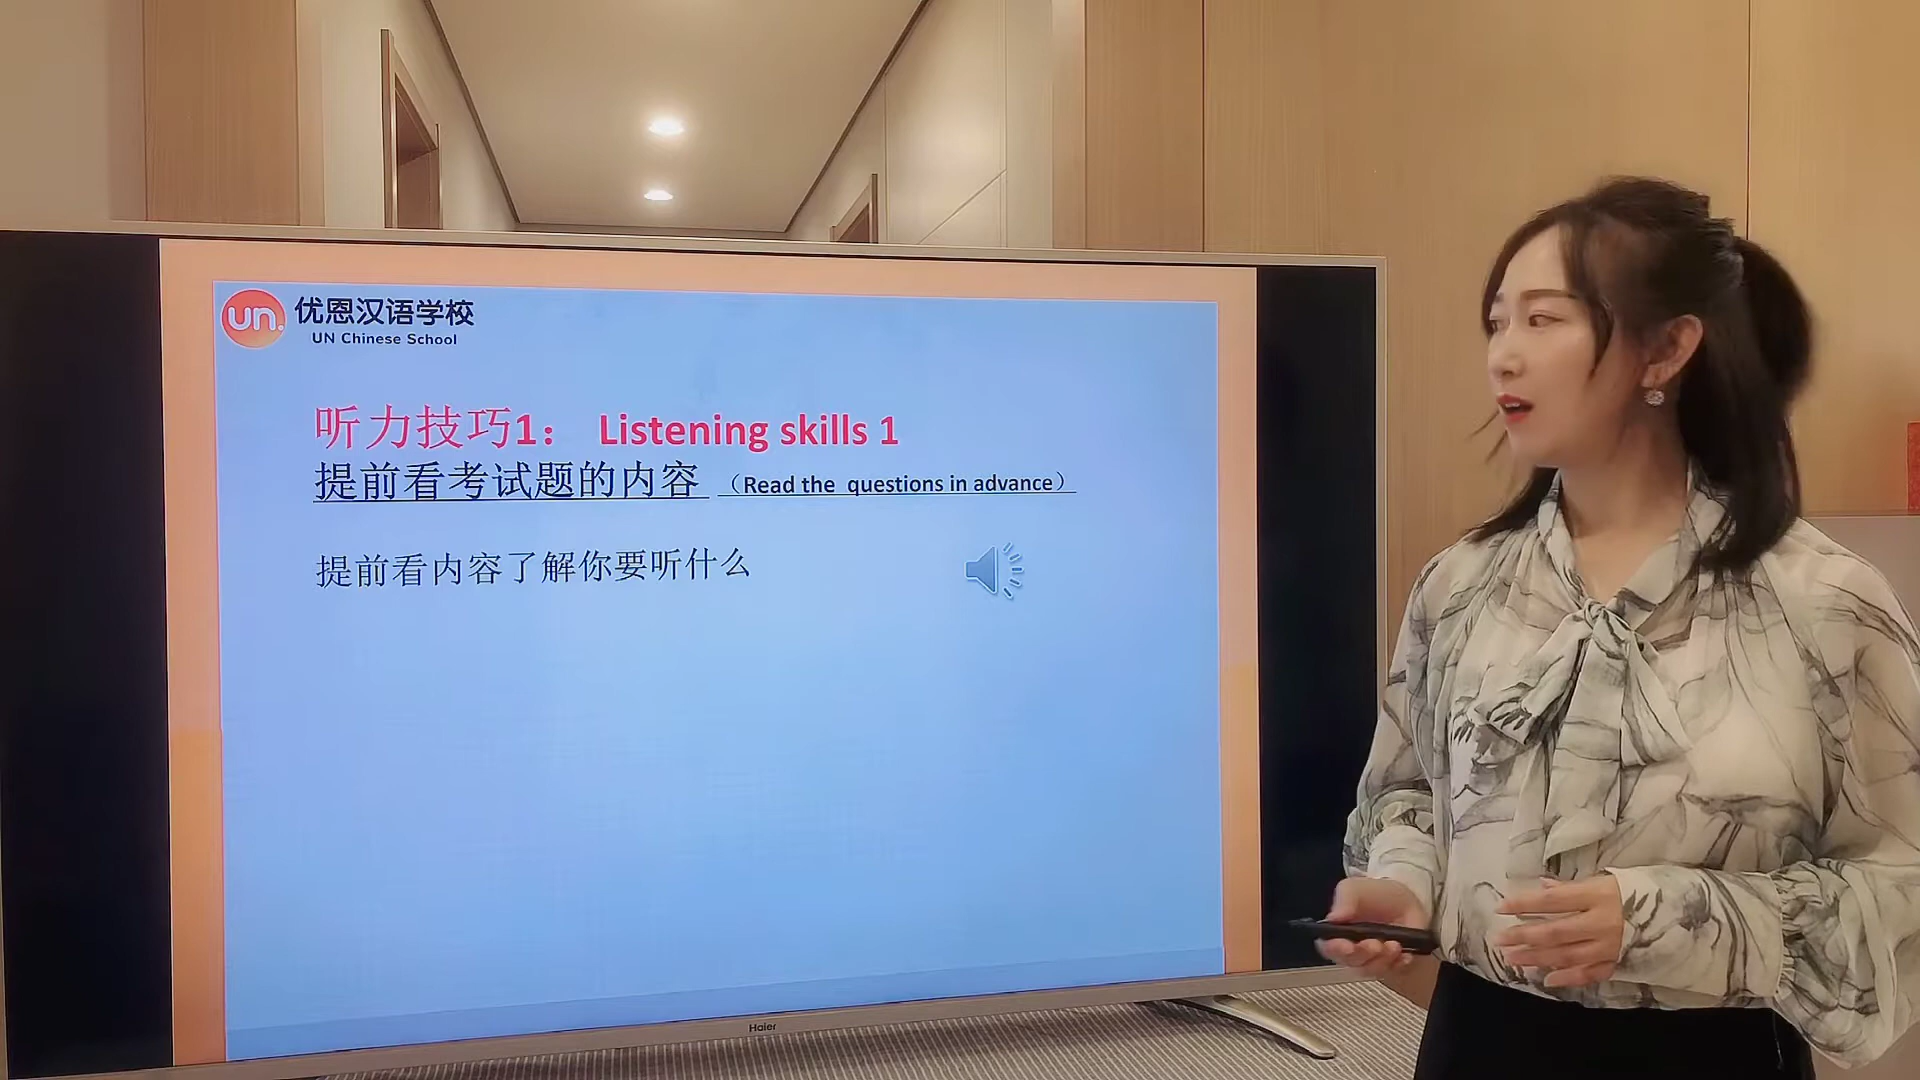 un.
优恩汉语学校
UN Chinese School
听力技巧1： Listening skills 1
提前看考试题的内容 （Read the questions in advance）
提前看内容了解你要听什么
Haier